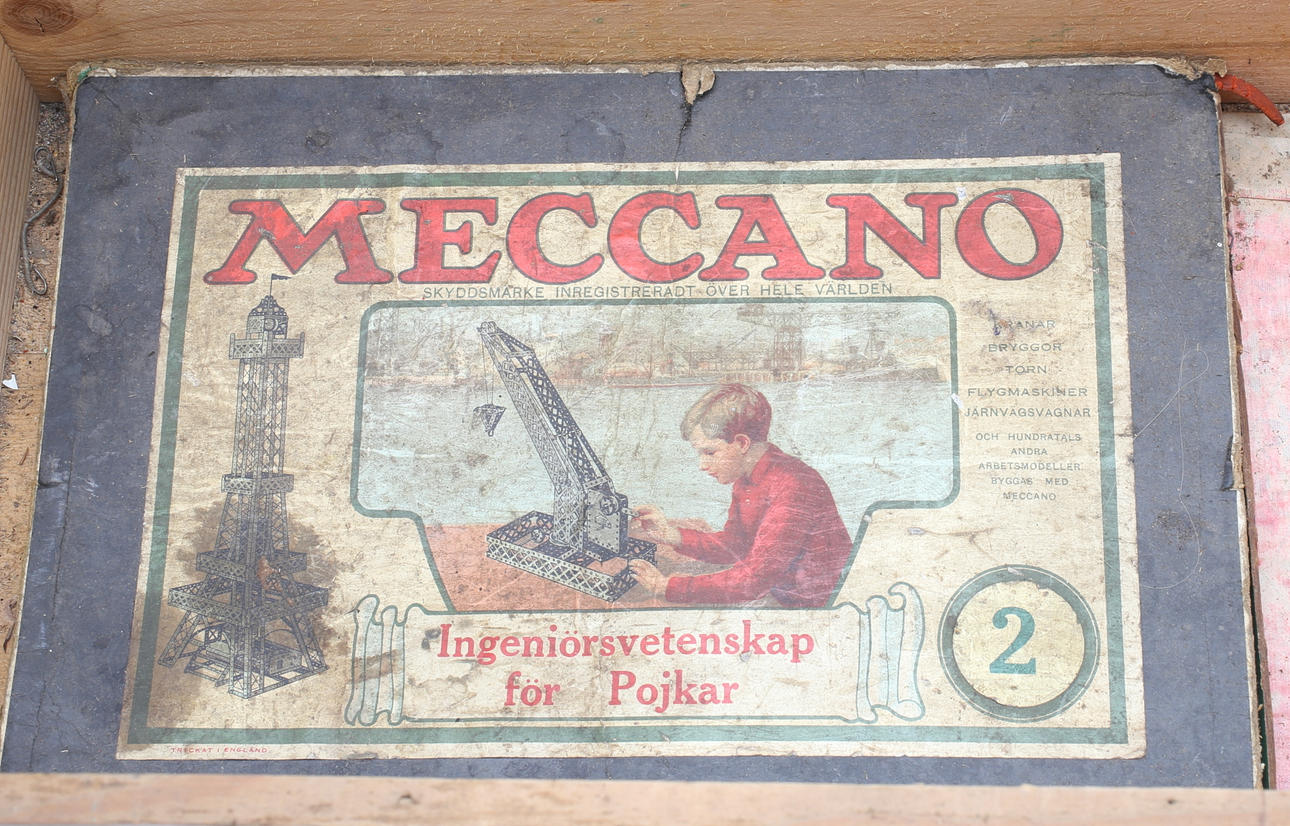 MECCANO
SKYDDSMÄRKE INREGISTRERADT ÖVER HELE VÄRLDEN
KRANAR
BRYGGOR
TORN
FLYGMASKINER
JÄRNVÄGSVAGNAR
OCH HUNDRATALS
ANDRA
ARBETSMODELLER
BYGGAS MED
MECCANO
Ingeniörsvetenskap
för Pojkar
2
TRYCKAT I ENGLAND